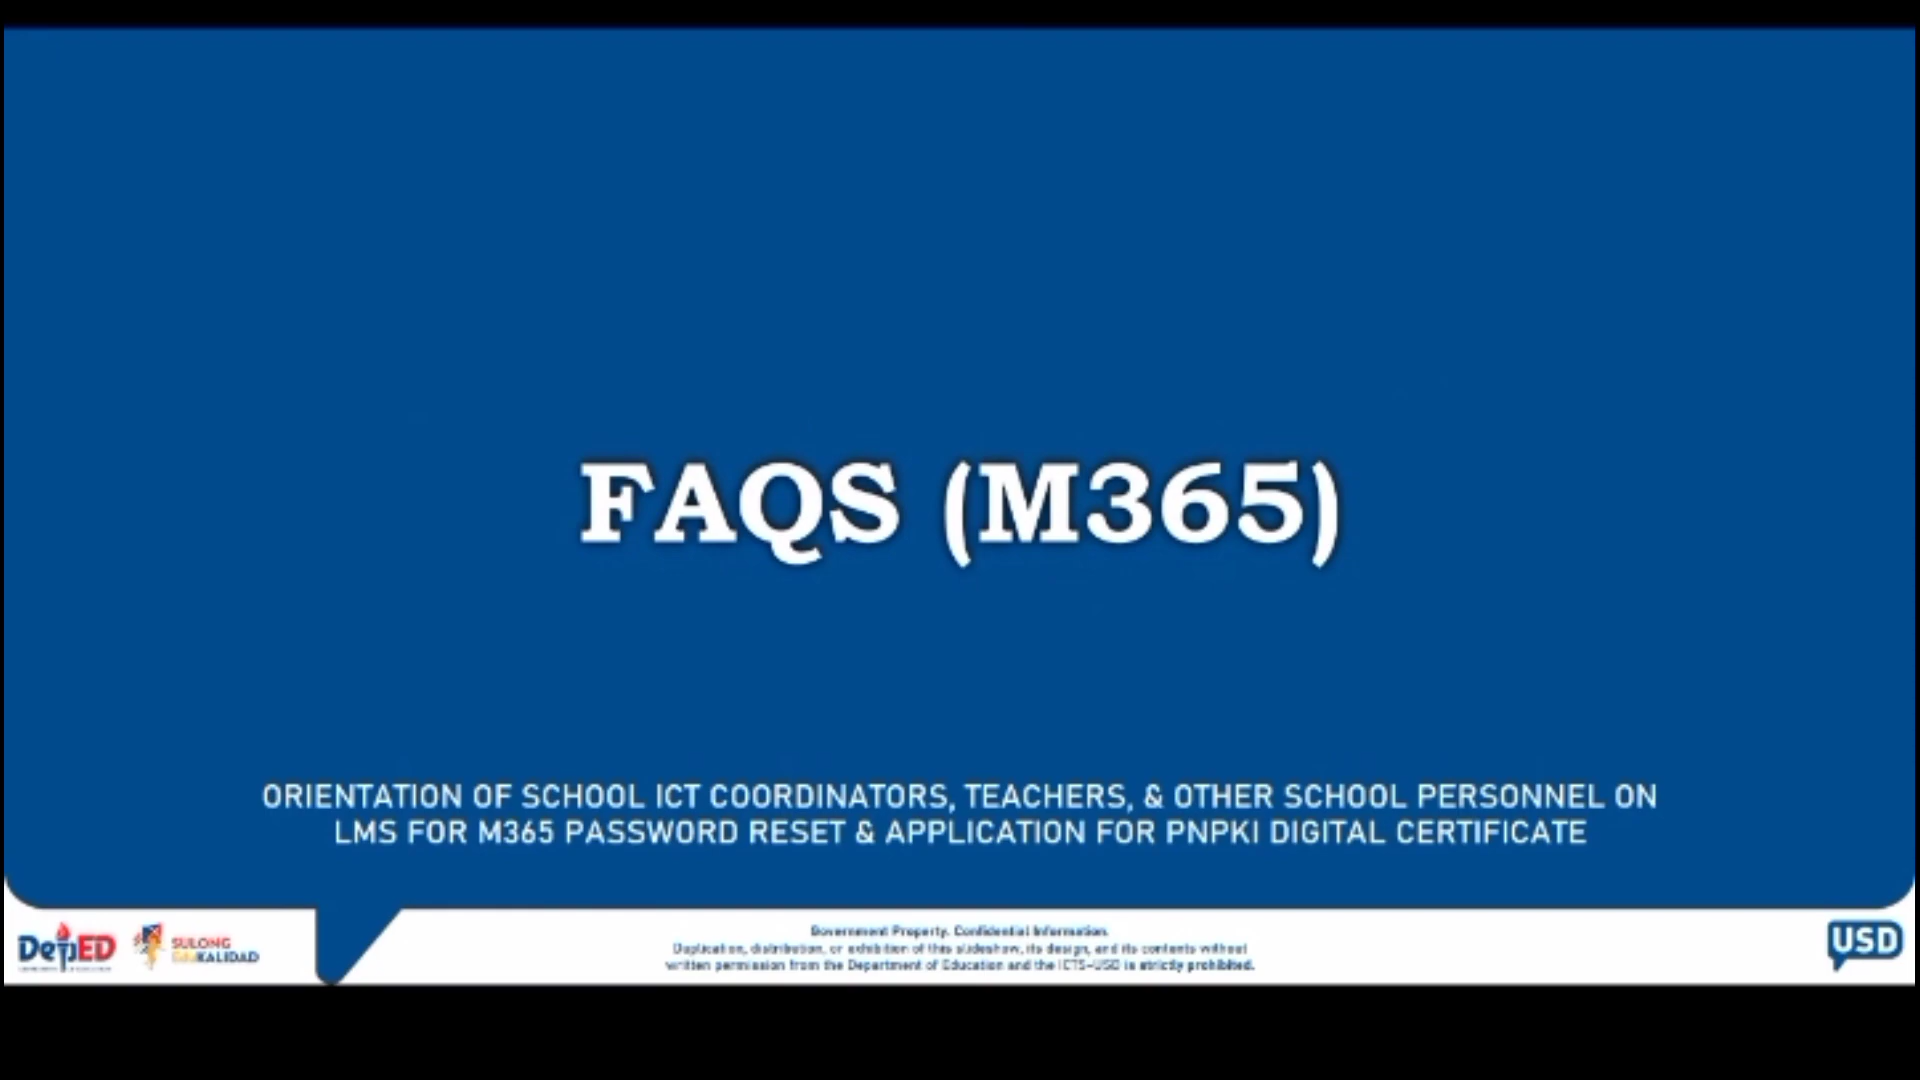 FAQS (M365)
ORIENTATION OF SCHOOL ICT COORDINATORS, TEACHERS, & OTHER SCHOOL PERSONNEL ON
LMS FOR M365 PASSWORD RESET & APPLICATION FOR PNPKI DIGITAL CERTIFICATE
DepED
SULONG
EDUKALIDAD
Government Property. Confidential Information.
Duplication, distribution, or exhibition of this slideshow, its design, and its contents without
written permission from the Department of Education and the ICTS-USD is strictly prohibited.
USD